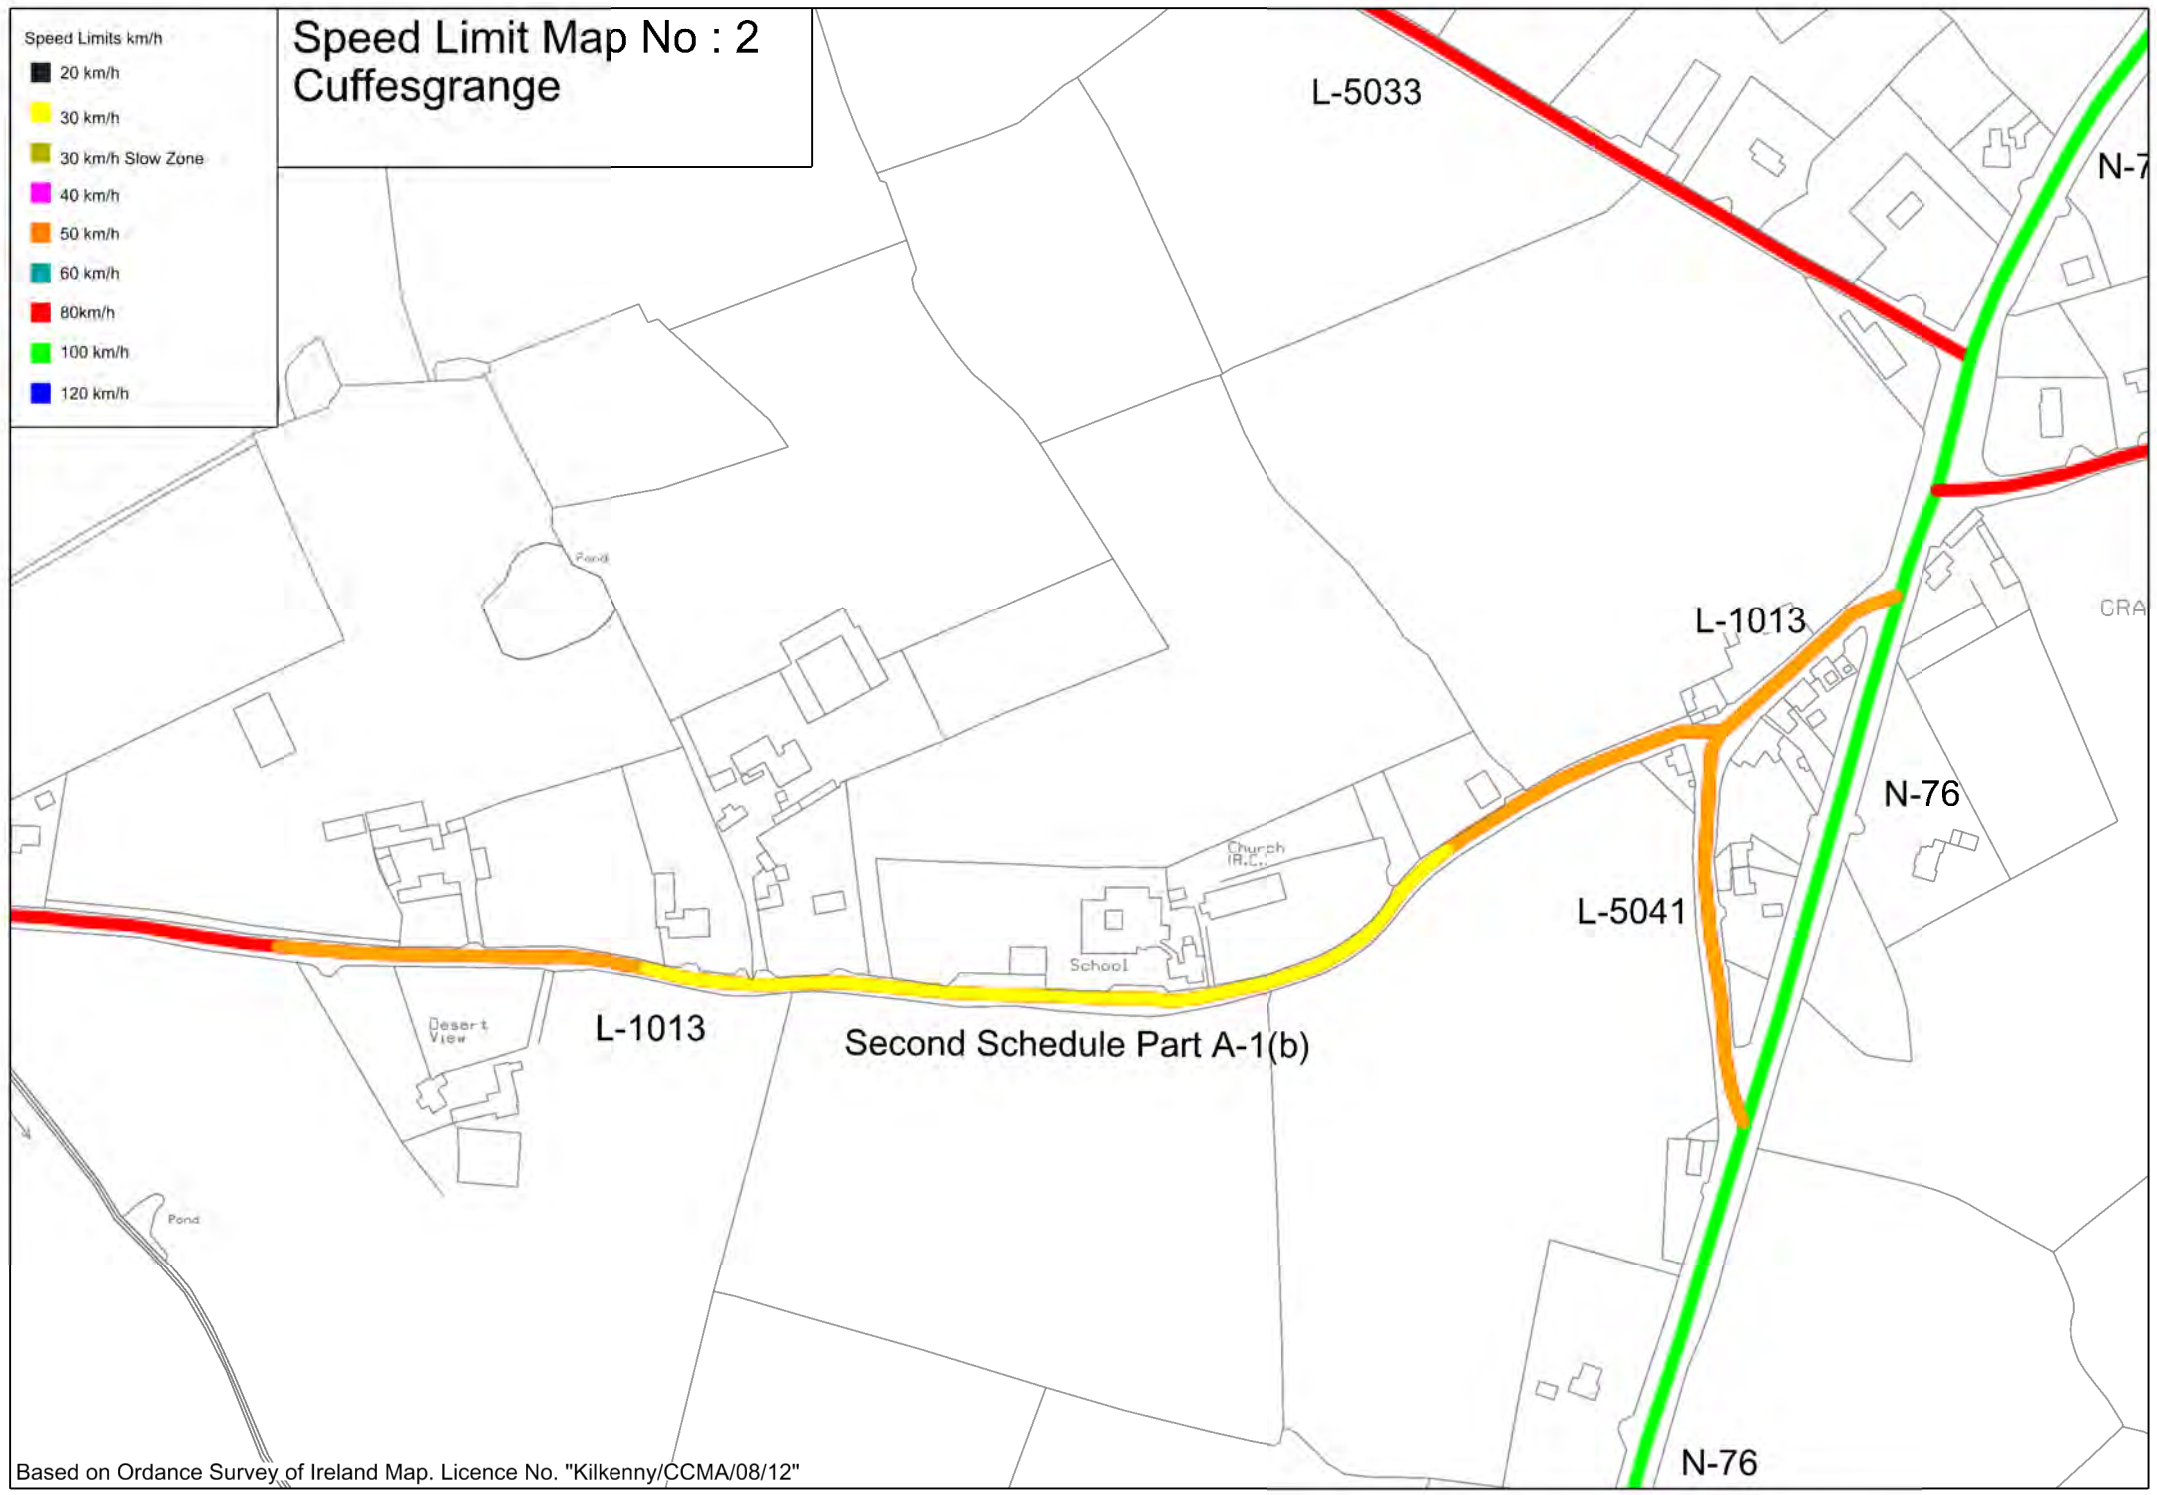 Speed Limits km/h
20 km/h
30 km/h
30 km/h Slow Zone
40 km/h
50 km/h
60 km/h
80km/h
100 km/h
120 km/h
Speed Limit Map No : 2
Cuffesgrange
L-5033
N-7
Pond
L-1013
GRA
N-76
Church
(R.C.)
L-5041
School
Desert
View
L-1013
Second Schedule Part A-1(b)
Pond
N-76
Based on Ordance Survey of Ireland Map. Licence No. "Kilkenny/CCMA/08/12"